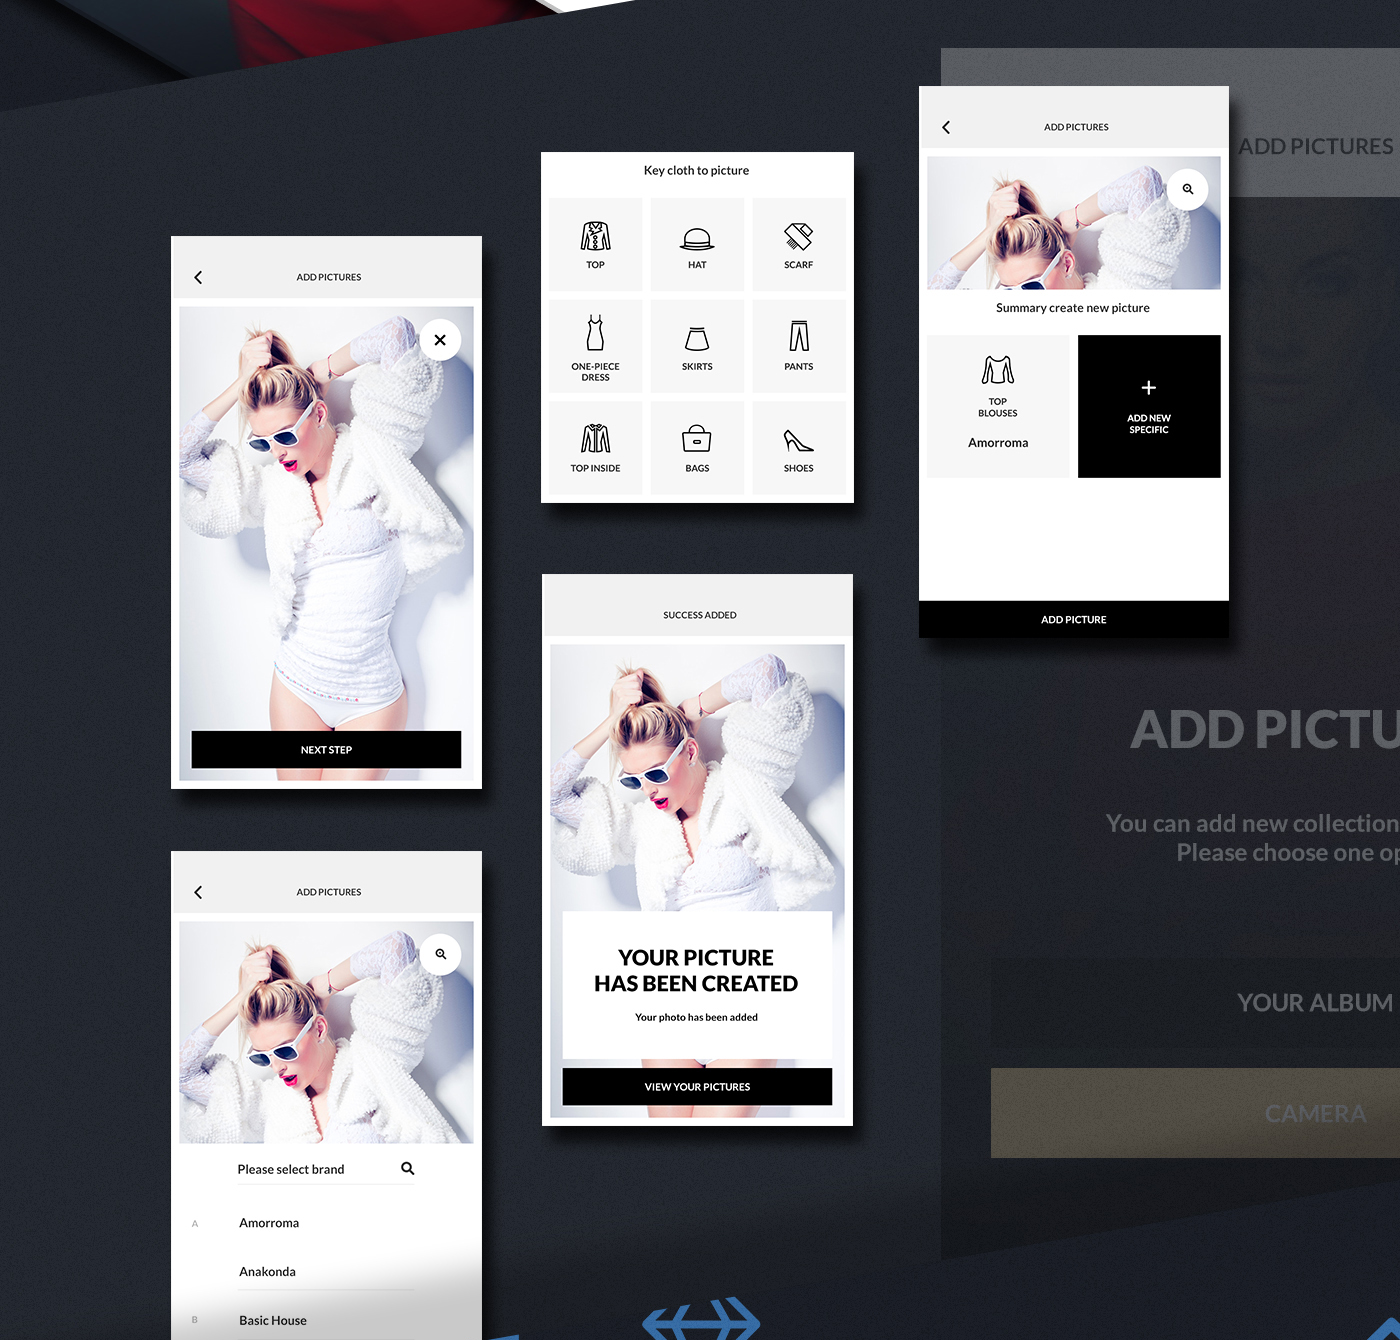 ADD PICTURES
NEXT STEP
ADD PICTURES
Please select brand
A
Amorroma
Anakonda
B
Basic House
Key cloth to picture
TOP
HAT
SCARF
ONE-PIECE
DRESS
SKIRTS
PANTS
TOP INSIDE
BAGS
SHOES
SUCCESS ADDED
YOUR PICTURE
HAS BEEN CREATED
Your photo has been added
VIEW YOUR PICTURES
ADD PICTURES
Summary create new picture
TOP
BLOUSES
Amorroma
+
ADD NEW
SPECIFIC
ADD PICTURE
ADD PICTURES
ADD PICTU
You can add new collection
Please choose one op
YOUR ALBUM
CAMERA